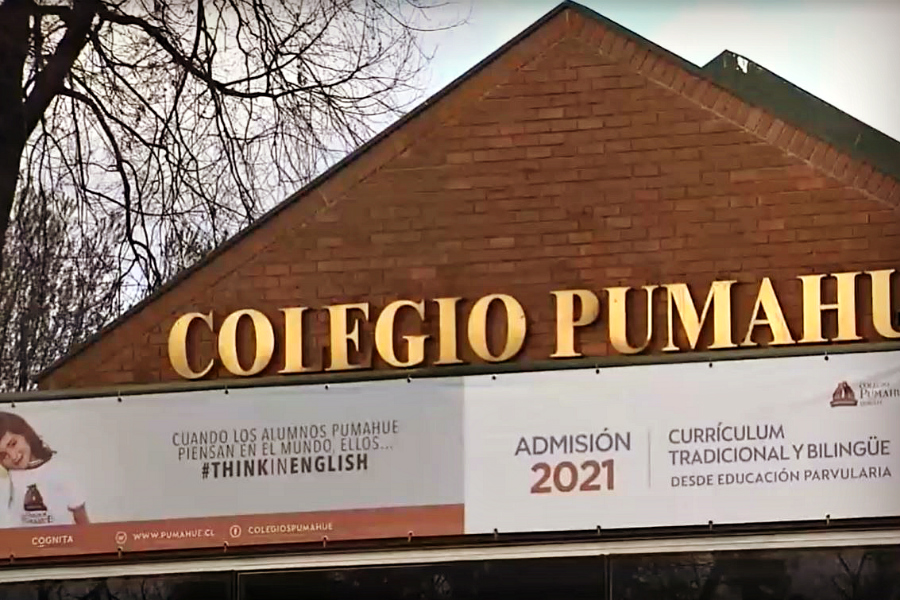 COLEGIO PUMAHU
CUANDO LOS ALUMNOS PUMAHUE
PIENSAN EN EL MUNDO, ELLOS...
#THINKINENGLISH
ADMISIÓN
2021
CURRÍCULUM
TRADICIONAL Y BILINGÜE
DESDE EDUCACIÓN PARVULARIA
PUMAHU
COGNITA
WWW.PUMAHUE.CL
COLEGIOSPUMAHUE